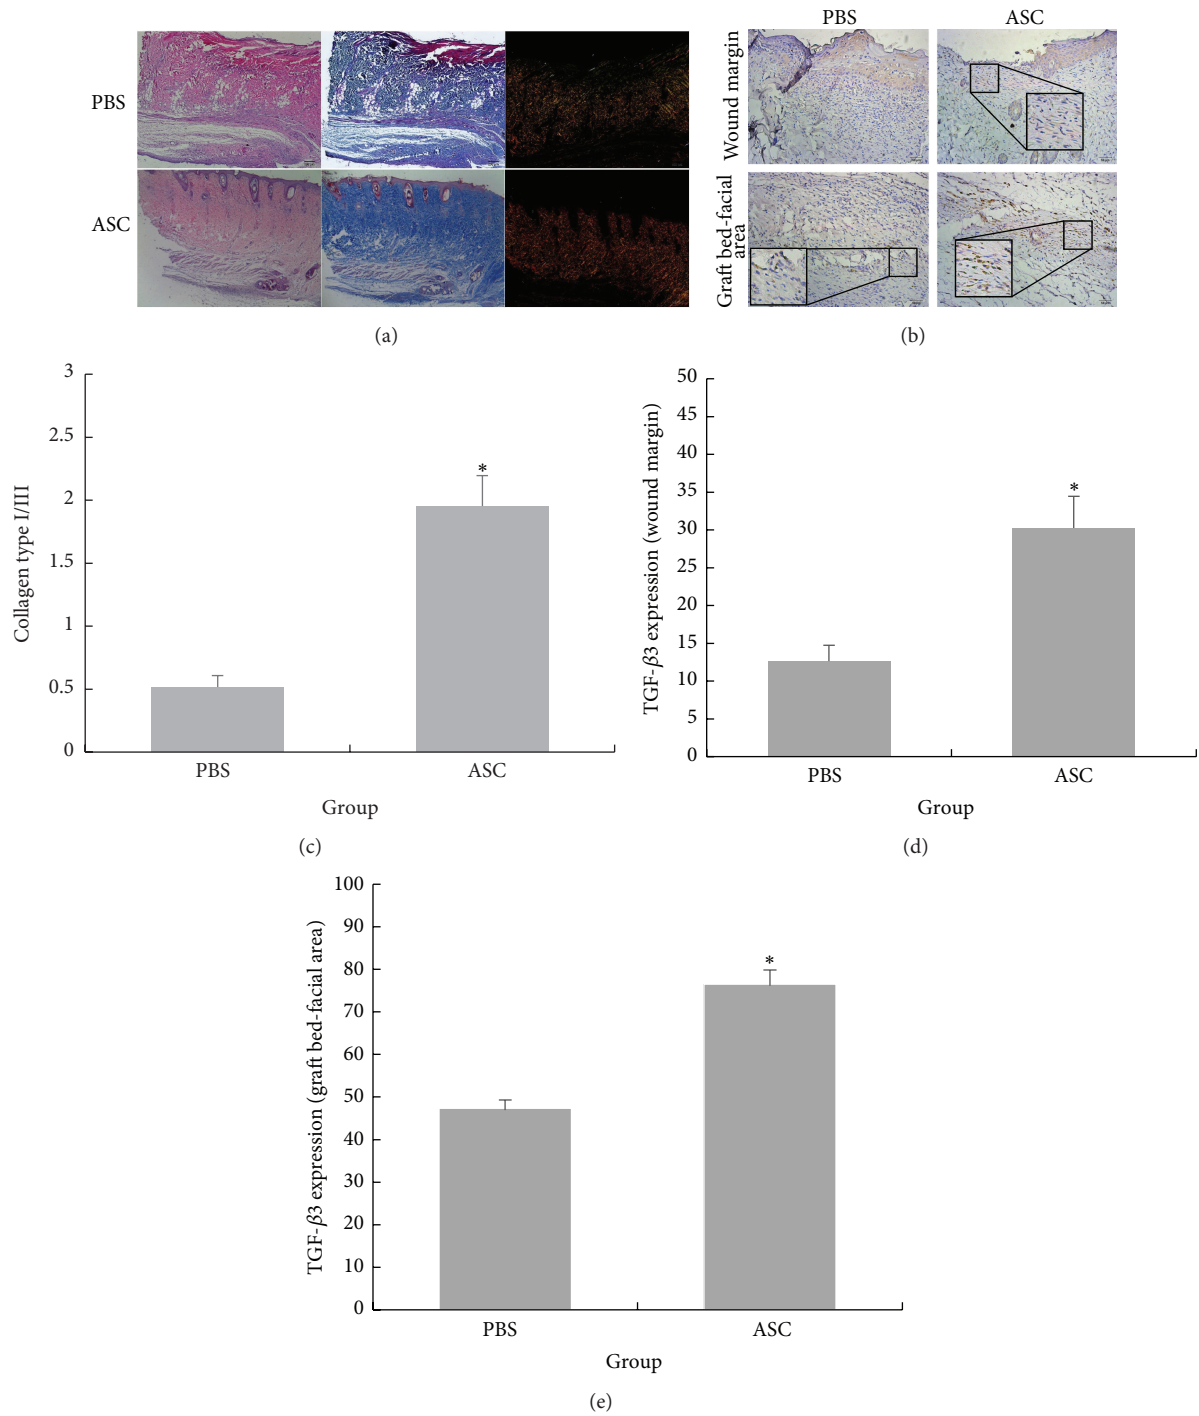 PBS
ASC
(a)
PBS
ASC
Wound margin
Graft bed-facial
area
(b)
Collagen type I/III
3
2.5
2
1.5
1
0.5
0
*
PBS
ASC
Group
(c)
TGF-β3 expression (wound margin)
50
45
40
35
30
25
20
15
10
5
0
*
PBS
ASC
Group
(d)
TGF-β3 expression (graft bed-facial area)
100
90
80
70
60
50
40
30
20
10
0
*
PBS
ASC
Group
(e)